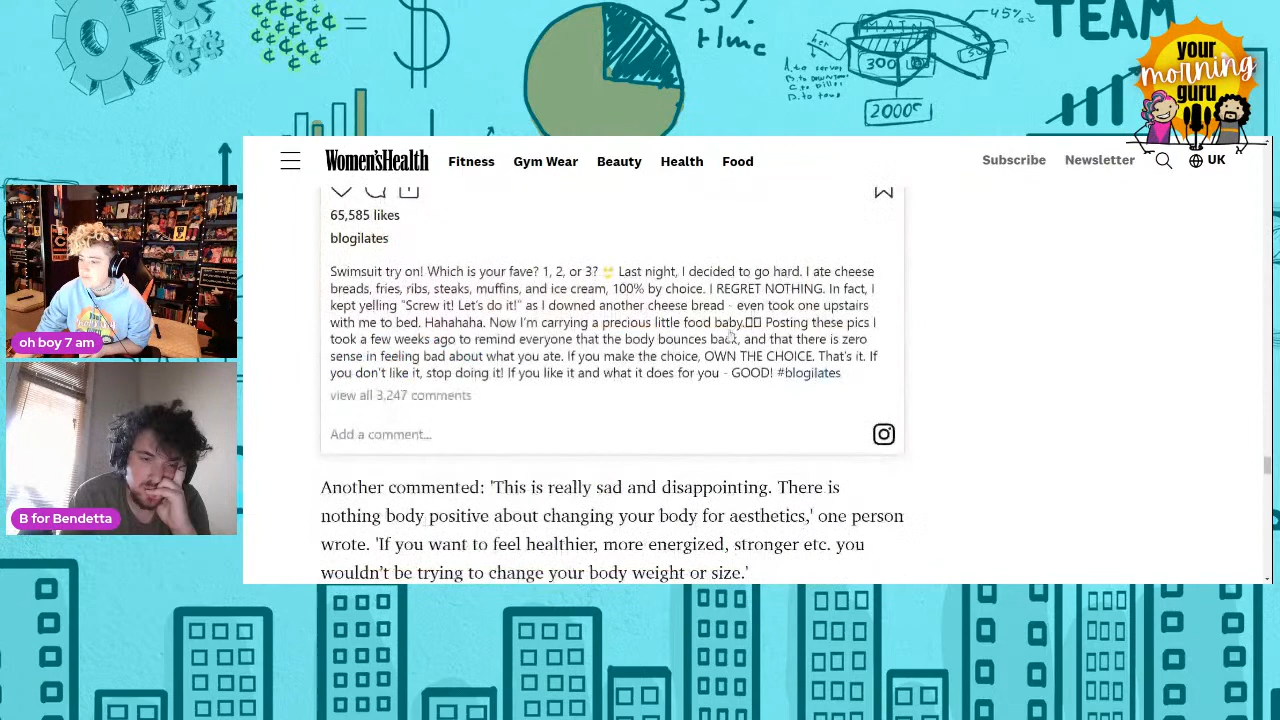 25%
time
TEAM
45%
300
2000$
your
morning
guru
Women'sHealth
Fitness
Gym Wear
Beauty
Health
Food
Subscribe
Newsletter
UK
65,585 likes
blogilates
Swimsuit try on! Which is your fave? 1, 2, or 3? Last night, I decided to go hard. I ate cheese
breads, fries, ribs, steaks, muffins, and ice cream, 100% by choice. I REGRET NOTHING. In fact, I
kept yelling "Screw it! Let's do it!" as I downed another cheese bread - even took one upstairs
with me to bed. Hahahaha. Now I'm carrying a precious little food baby. Posting these pics I
took a few weeks ago to remind everyone that the body bounces back, and that there is zero
sense in feeling bad about what you ate. If you make the choice, OWN THE CHOICE. That's it. If
you don't like it, stop doing it! If you like it and what it does for you - GOOD! #blogilates
view all 3,247 comments
Add a comment...
Another commented: 'This is really sad and disappointing. There is
nothing body positive about changing your body for aesthetics,' one person
wrote. 'If you want to feel healthier, more energized, stronger etc. you
wouldn't be trying to change your body weight or size.'
oh boy 7 am
B for Bendetta